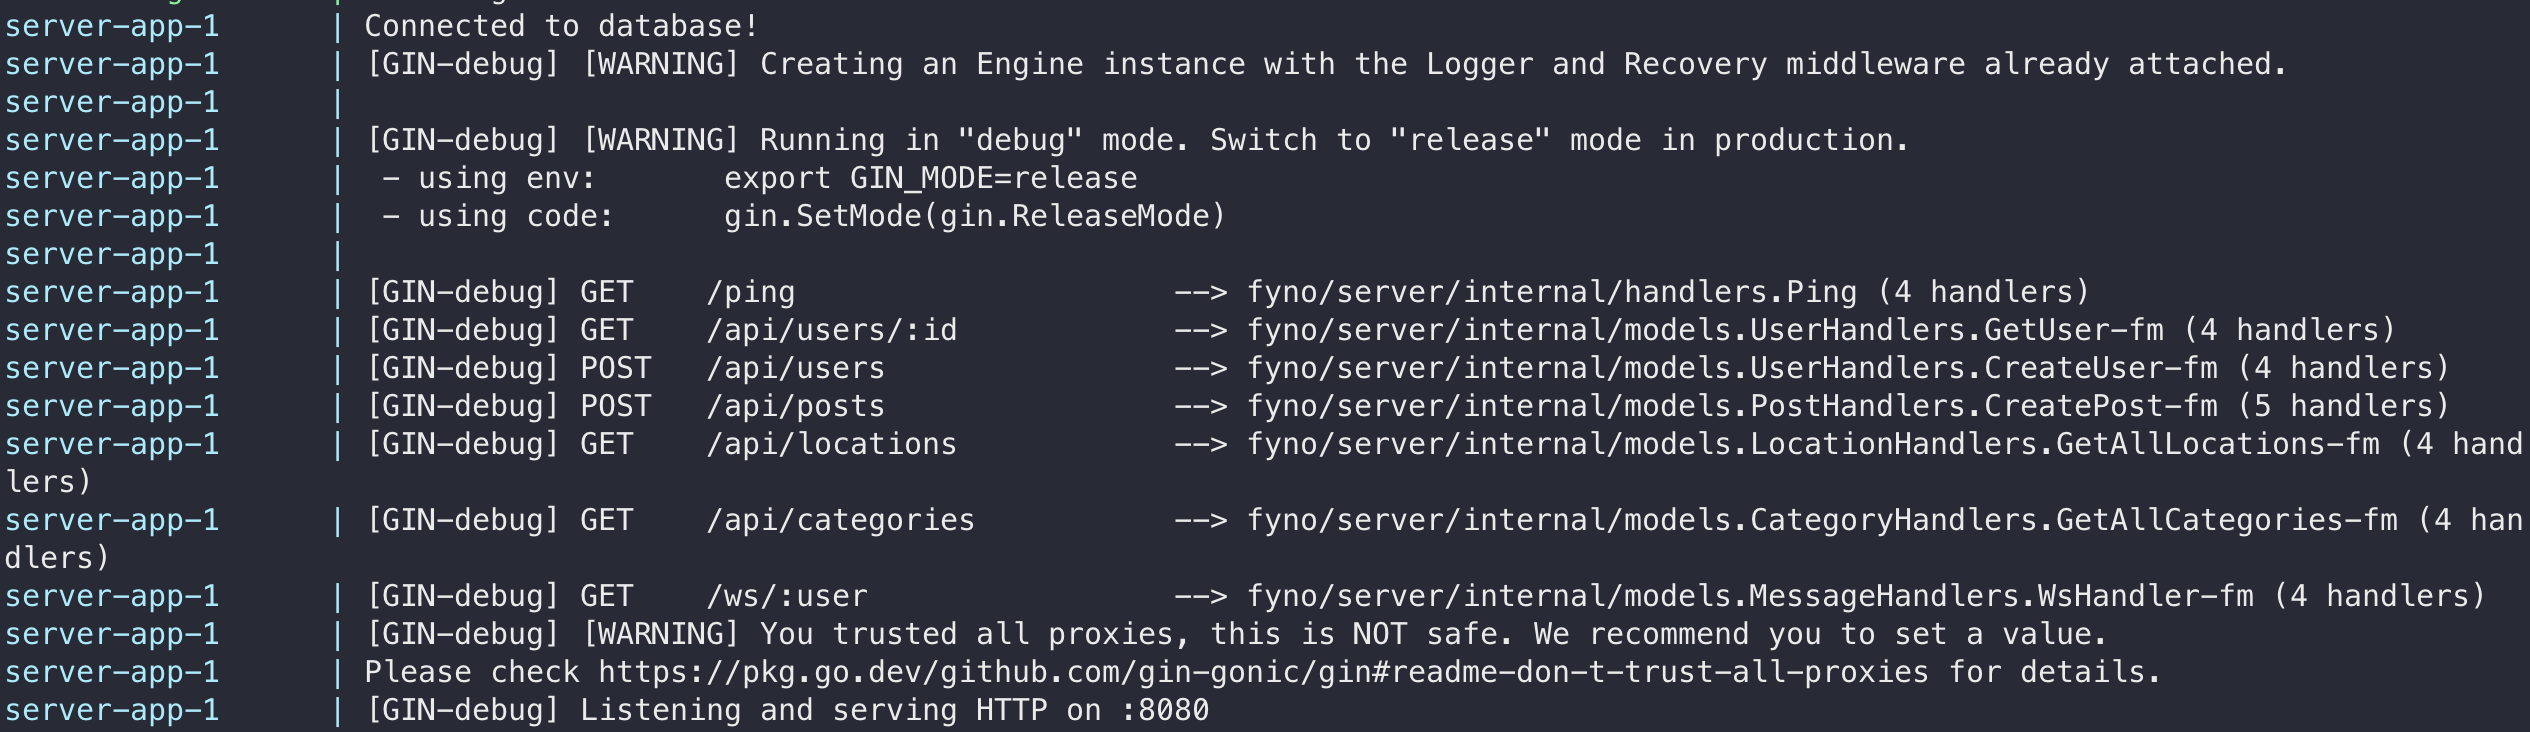 server-app-1 | Connected to database!
server-app-1 | [GIN-debug] [WARNING] Creating an Engine instance with the Logger and Recovery middleware already attached.
server-app-1 |
server-app-1 | [GIN-debug] [WARNING] Running in "debug" mode. Switch to "release" mode in production.
server-app-1 | - using env: export GIN_MODE=release
server-app-1 | - using code: gin.SetMode(gin.ReleaseMode)
server-app-1 |
server-app-1 | [GIN-debug] GET /ping --> fyno/server/internal/handlers.Ping (4 handlers)
server-app-1 | [GIN-debug] GET /api/users/:id --> fyno/server/internal/models.UserHandlers.GetUser-fm (4 handlers)
server-app-1 | [GIN-debug] POST /api/users --> fyno/server/internal/models.UserHandlers.CreateUser-fm (4 handlers)
server-app-1 | [GIN-debug] POST /api/posts --> fyno/server/internal/models.PostHandlers.CreatePost-fm (5 handlers)
server-app-1 | [GIN-debug] GET /api/locations --> fyno/server/internal/models.LocationHandlers.GetAllLocations-fm (4 hand
lers)
server-app-1 | [GIN-debug] GET /api/categories --> fyno/server/internal/models.CategoryHandlers.GetAllCategories-fm (4 han
dlers)
server-app-1 | [GIN-debug] GET /ws/:user --> fyno/server/internal/models.MessageHandlers.WsHandler-fm (4 handlers)
server-app-1 | [GIN-debug] [WARNING] You trusted all proxies, this is NOT safe. We recommend you to set a value.
server-app-1 | Please check https://pkg.go.dev/github.com/gin-gonic/gin#readme-don-t-trust-all-proxies for details.
server-app-1 | [GIN-debug] Listening and serving HTTP on :8080